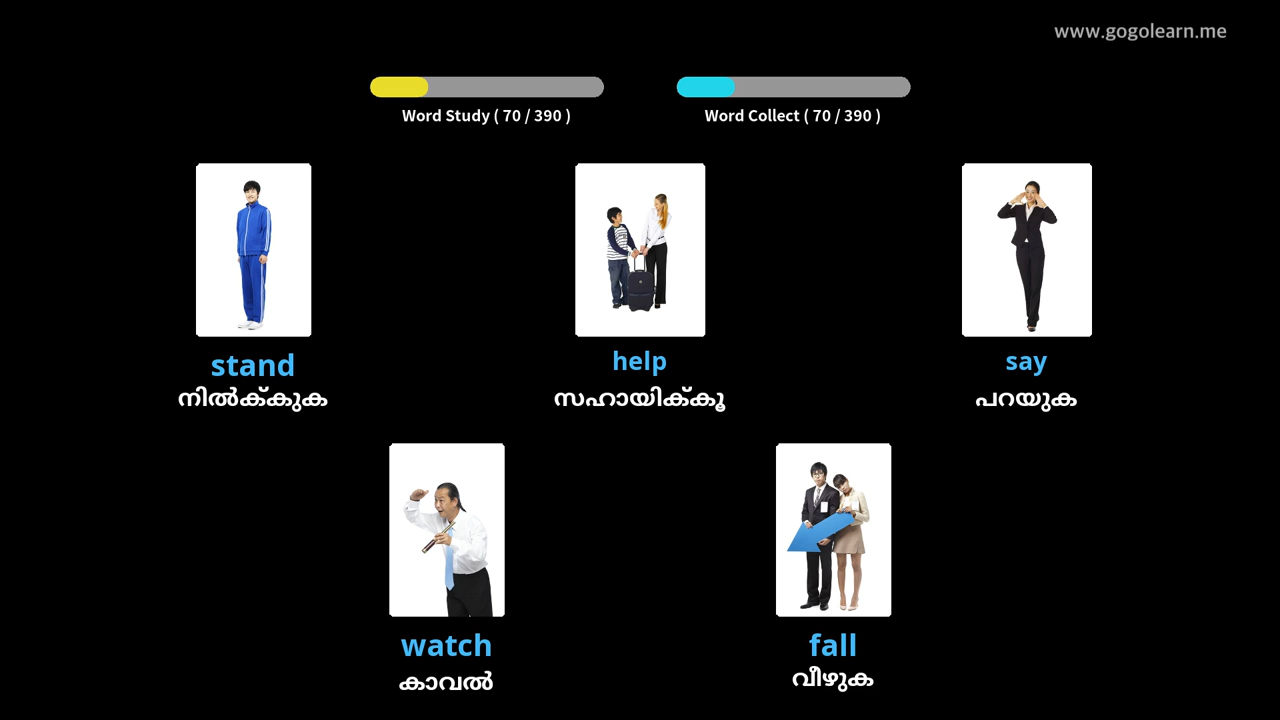 www.gogolearn.me
Word Study ( 70 / 390 )
Word Collect ( 70 / 390 )
stand
നിൽക്കുക
help
സഹായിക്കൂ
say
പറയുക
watch
കാവൽ
fall
വീഴുക